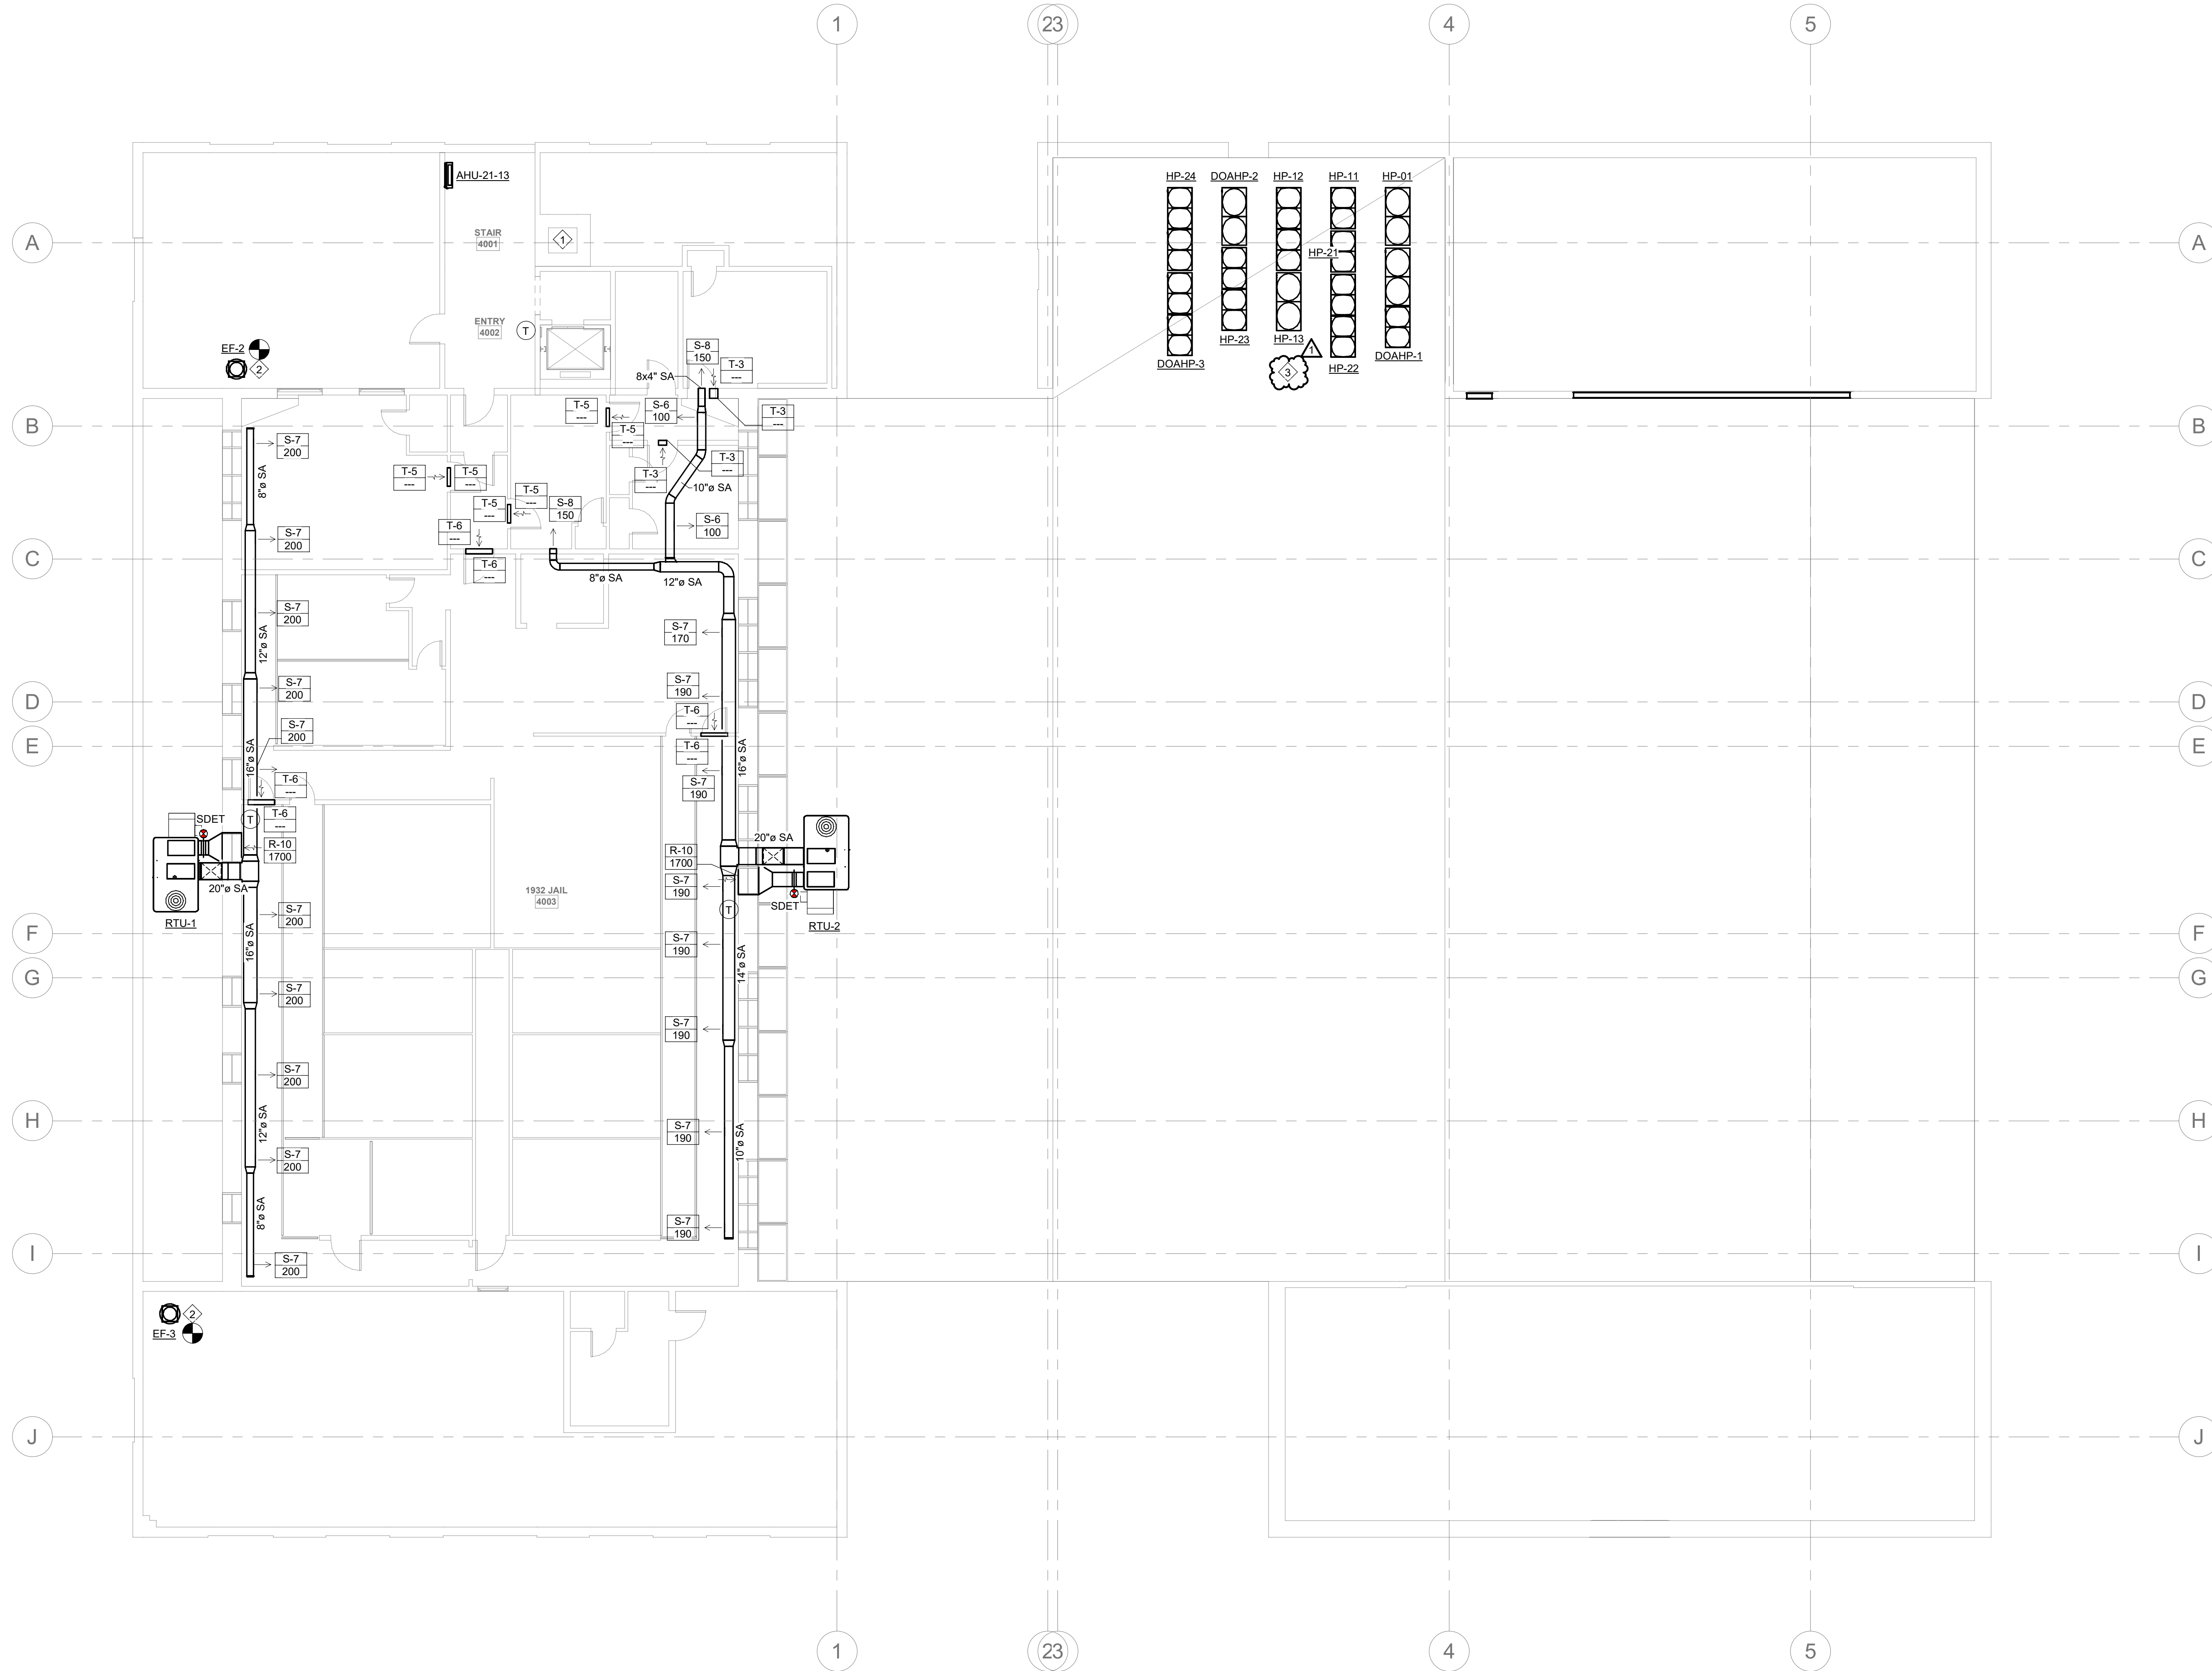 1
2
3
4
5
HP-24
DOAHP-2
HP-12
HP-11
HP-01
AHU-21-13
STAIR
4001
1
A
A
HP-21
ENTRY
4002
T
EF-2
2
HP-23
HP-13
DOAHP-3
HP-22
DOAHP-1
1
3
S-8
150
T-3
---
8x4" SA
T-5
---
S-6
100
T-3
---
B
B
T-5
---
S-7
200
8"ø SA
T-5
---
T-5
---
T-3
---
T-3
---
10"ø SA
T-5
---
T-5
---
S-8
150
S-6
100
T-6
---
S-7
200
C
C
T-6
---
8"ø SA
12"ø SA
S-7
200
12"ø SA
S-7
170
S-7
200
S-7
190
D
D
T-6
---
S-7
200
16"ø SA
E
E
T-6
---
16"ø SA
S-7
190
T-6
---
T-6
---
T
SDET
R-10
1700
20"ø SA
20"ø SA
R-10
1700
S-7
190
1932 JAIL
4003
SDET
RTU-1
RTU-2
T
S-7
200
16"ø SA
F
F
S-7
190
14"ø SA
G
G
S-7
200
S-7
190
S-7
200
12"ø SA
H
H
S-7
190
10"ø SA
S-7
200
8"ø SA
S-7
190
I
I
S-7
200
2
EF-3
J
J
1
2
3
4
5